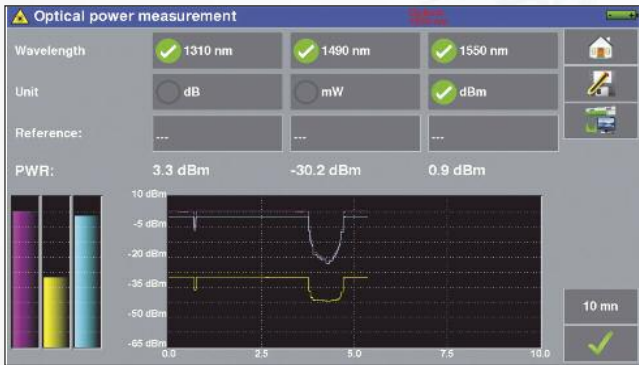 Optical power measurement
Wavelength 1310 nm 1490 nm 1550 nm
Unit dB mW dBm
Reference: --- --- ---
PWR: 3.3 dBm -30.2 dBm 0.9 dBm
10 dBm
-5 dBm
-20 dBm
-35 dBm
-50 dBm
-65 dBm
0.0 2.5 5.0 7.5 10.0
10 mn